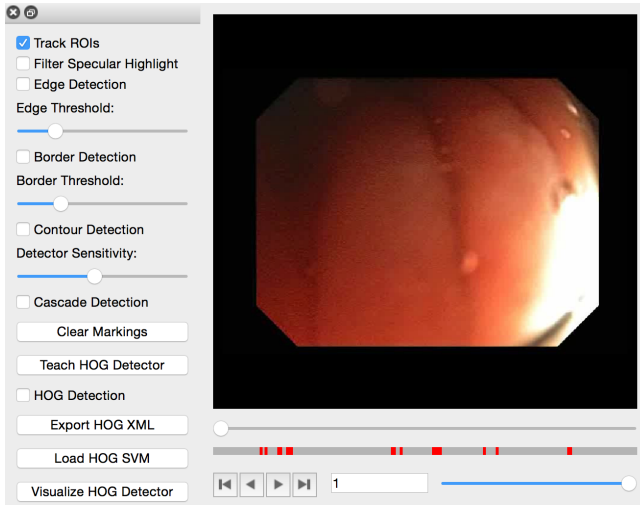 Track ROIs
Filter Specular Highlight
Edge Detection
Edge Threshold:
Border Detection
Border Threshold:
Contour Detection
Detector Sensitivity:
Cascade Detection
Clear Markings
Teach HOG Detector
HOG Detection
Export HOG XML
Load HOG SVM
Visualize HOG Detector
1